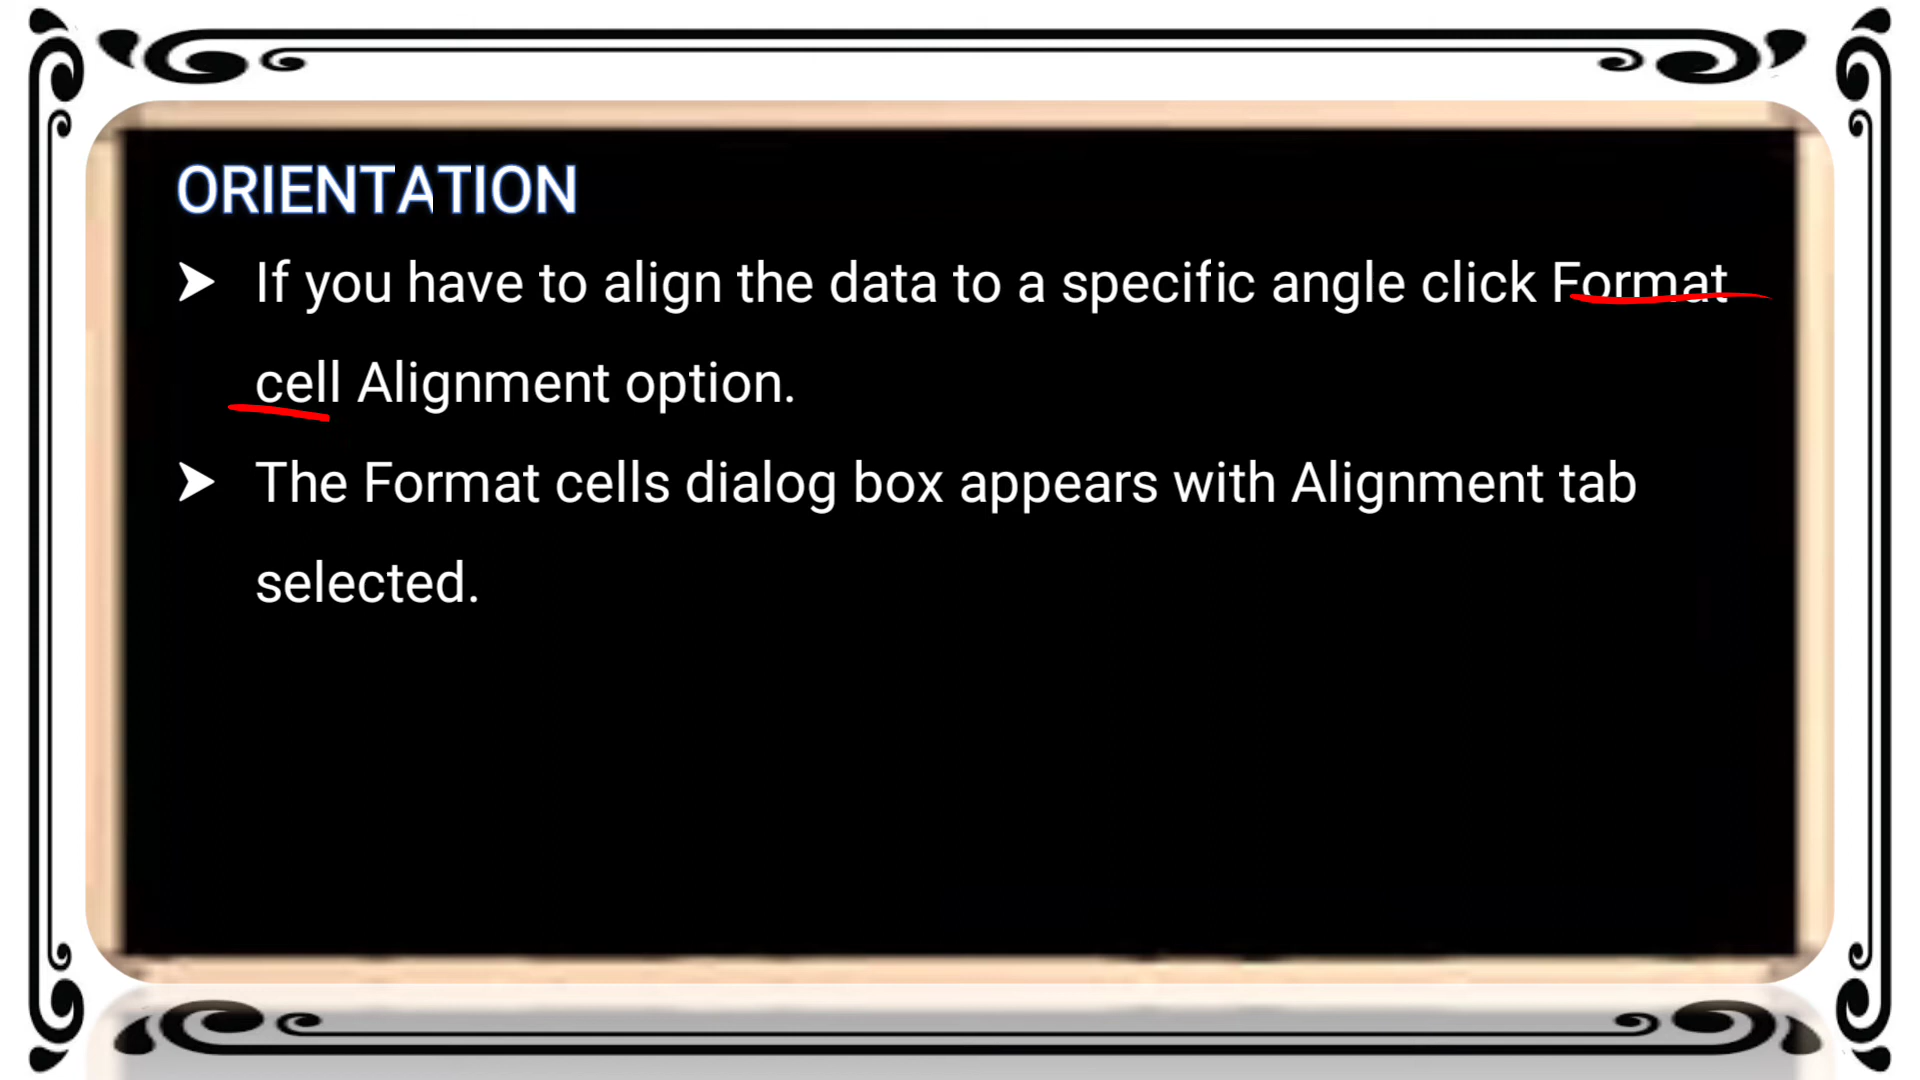 ORIENTATION
➤ If you have to align the data to a specific angle click Format
cell Alignment option.
➤ The Format cells dialog box appears with Alignment tab
selected.